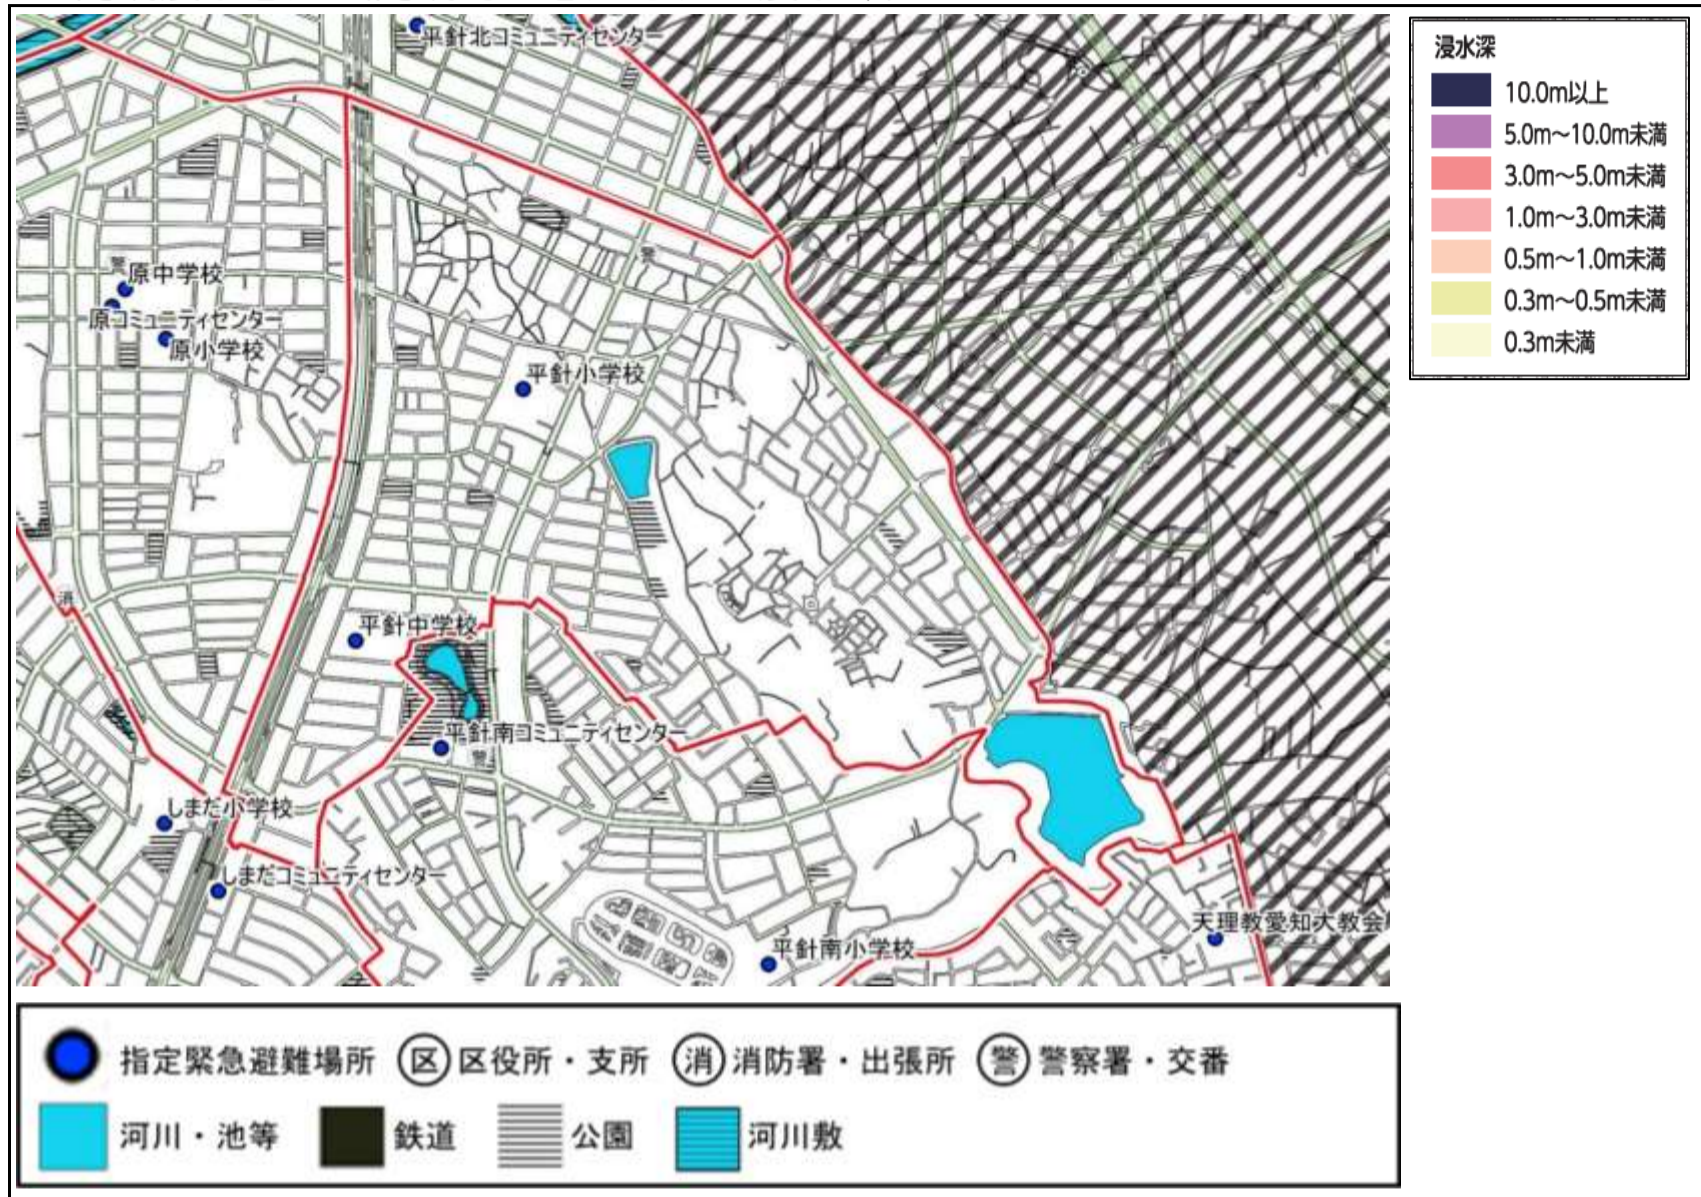 平針北コミュニティセンター
警
原中学校
原コミュニティセンター
原小学校
警
平針小学校
消
平針中学校
平針南コミュニティセンター
警
しまだ小学校
しまだコミュニティセンター
天理教愛知大教会
平針南小学校
浸水深
10.0m以上
5.0m～10.0m未満
3.0m～5.0m未満
1.0m～3.0m未満
0.5m～1.0m未満
0.3m～0.5m未満
0.3m未満
指定緊急避難場所 区 区役所・支所 消 消防署・出張所 警 警察署・交番
河川・池等 鉄道 公園 河川敷